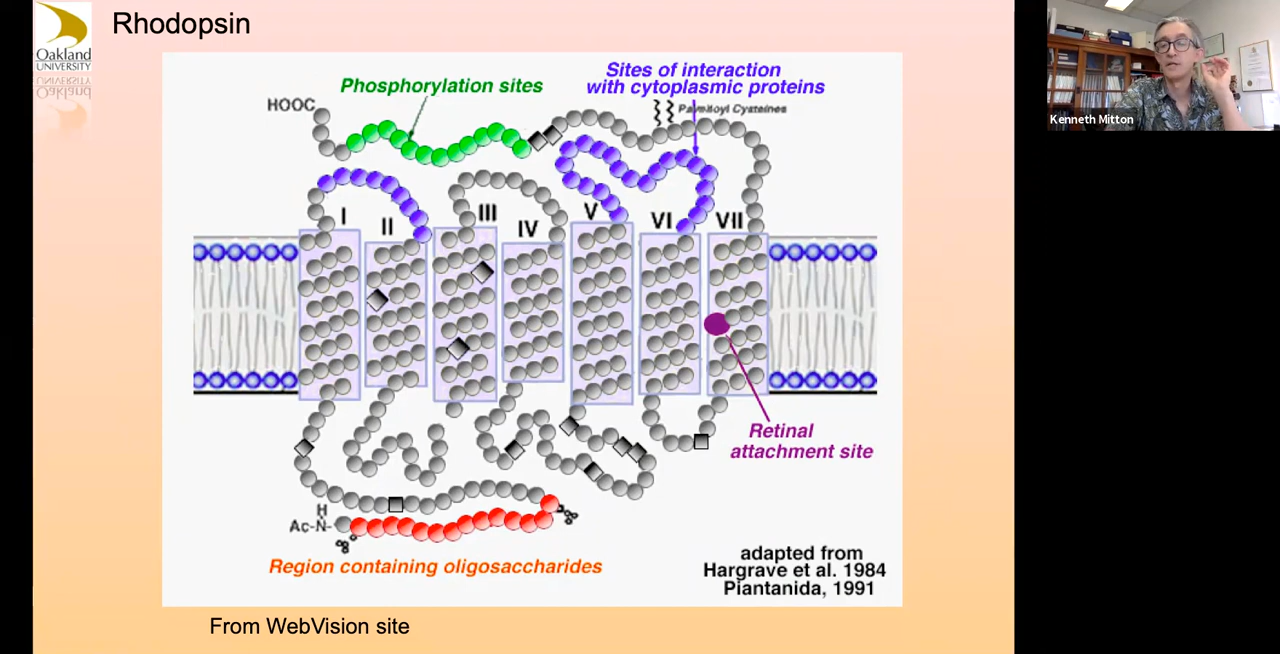 Oakland
UNIVERSITY
Rhodopsin
Kenneth Mitton
Phosphorylation sites
Sites of interaction
with cytoplasmic proteins
HOOC
Palmitoyl Cysteines
I
II
III
IV
V
VI
VII
Retinal
attachment site
H
Ac-N-
Region containing oligosaccharides
adapted from
Hargrave et al. 1984
Piantanida, 1991
From WebVision site